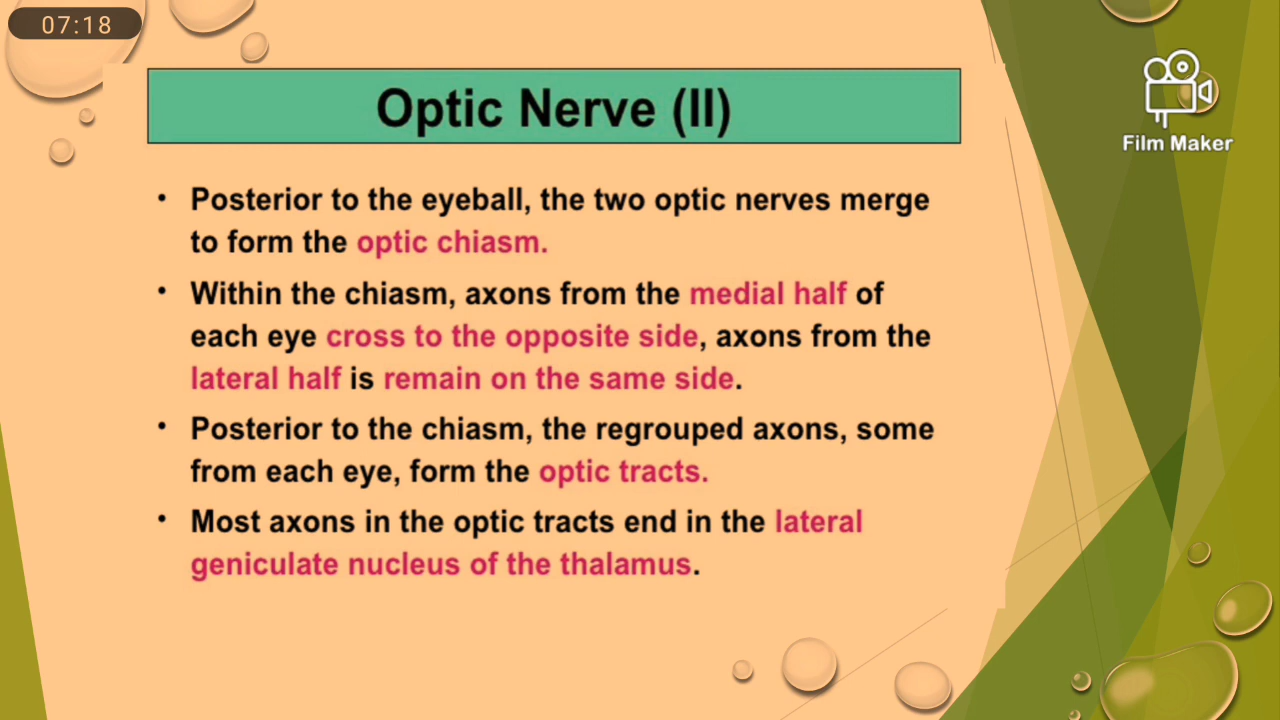 07:18
Film Maker
Optic Nerve (II)
• Posterior to the eyeball, the two optic nerves merge
to form the optic chiasm.
• Within the chiasm, axons from the medial half of
each eye cross to the opposite side, axons from the
lateral half is remain on the same side.
• Posterior to the chiasm, the regrouped axons, some
from each eye, form the optic tracts.
• Most axons in the optic tracts end in the lateral
geniculate nucleus of the thalamus.